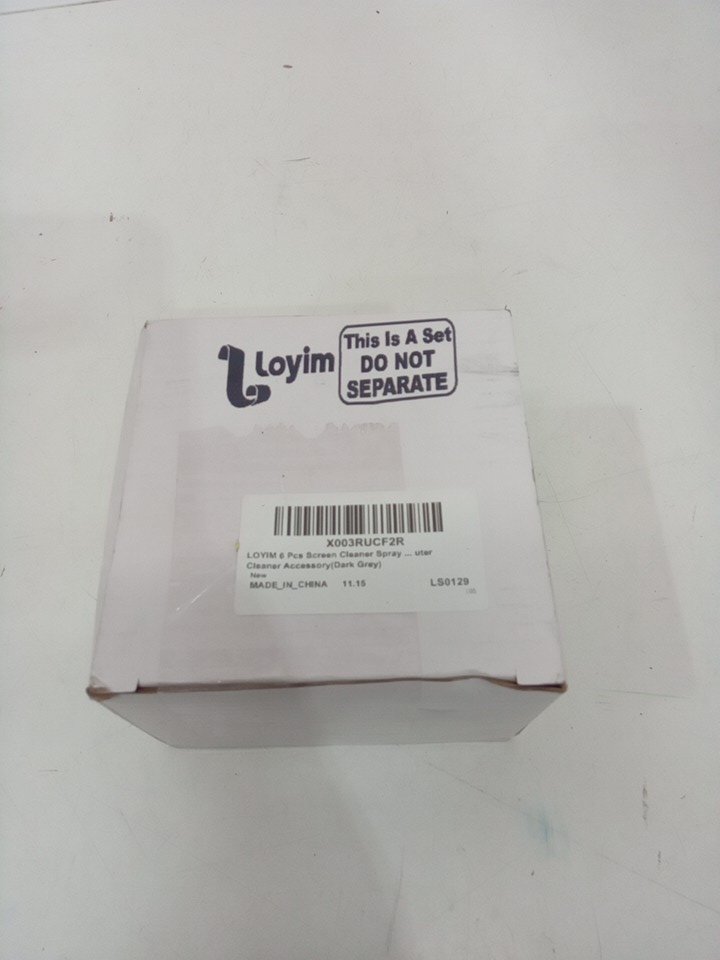 Loyim
This Is A Set
DO NOT
SEPARATE
X003RUCF2R
LOYIM 6 Pcs Screen Cleaner Spray ... uter
Cleaner Accessory(Dark Grey)
New
MADE_IN_CHINA 11.15 LS0129